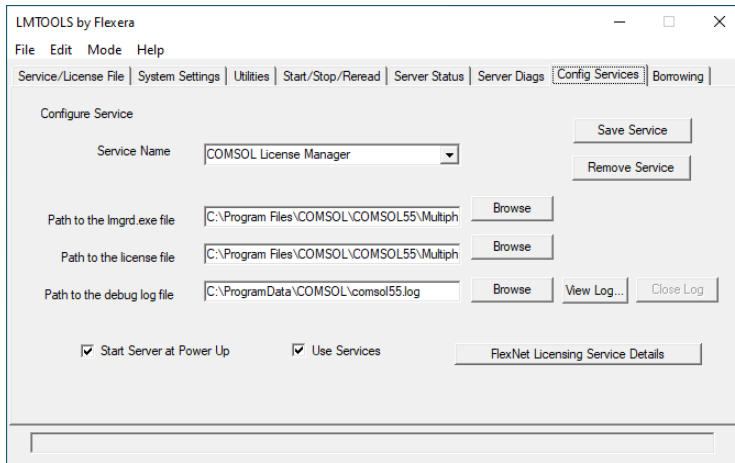 LMTOOLS by Flexera
File Edit Mode Help
Service/License File System Settings Utilities Start/Stop/Reread Server Status Server Diags Config Services Borrowing
Configure Service
Save Service
Service Name COMSOL License Manager
Remove Service
Path to the lmgrd.exe file C:\Program Files\COMSOL\COMSOL55\Multiph Browse
Path to the license file C:\Program Files\COMSOL\COMSOL55\Multiph Browse
Path to the debug log file C:\ProgramData\COMSOL\comsol55.log Browse View Log... Close Log
Start Server at Power Up Use Services FlexNet Licensing Service Details